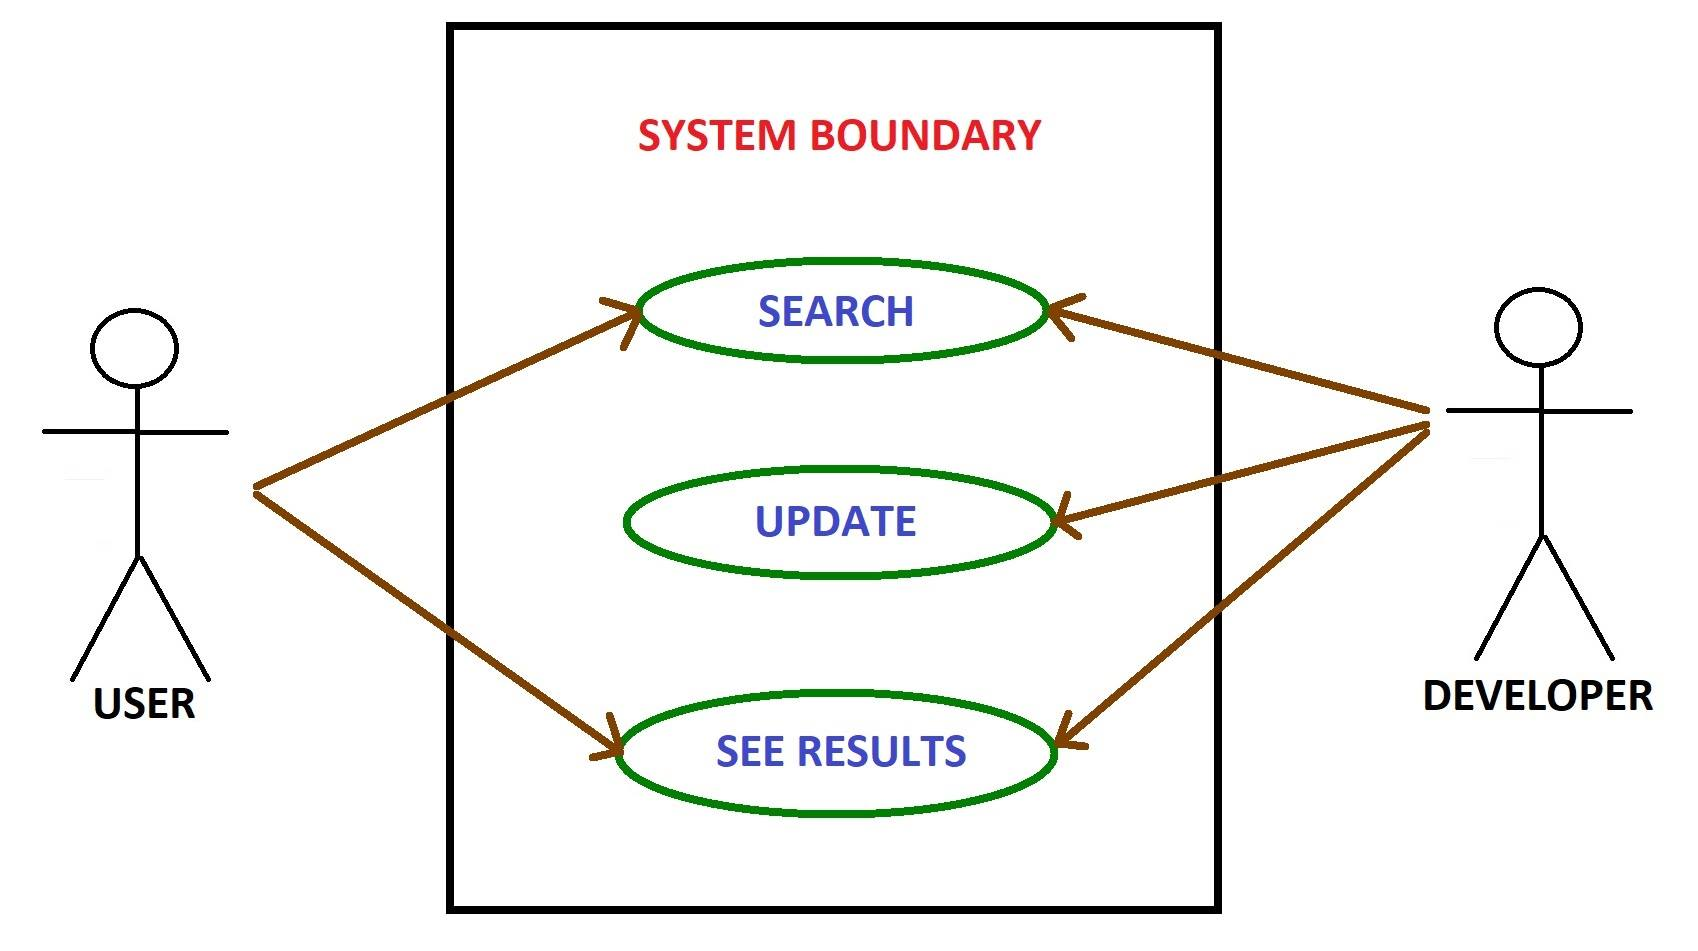 SYSTEM BOUNDARY
SEARCH
UPDATE
SEE RESULTS
USER
DEVELOPER